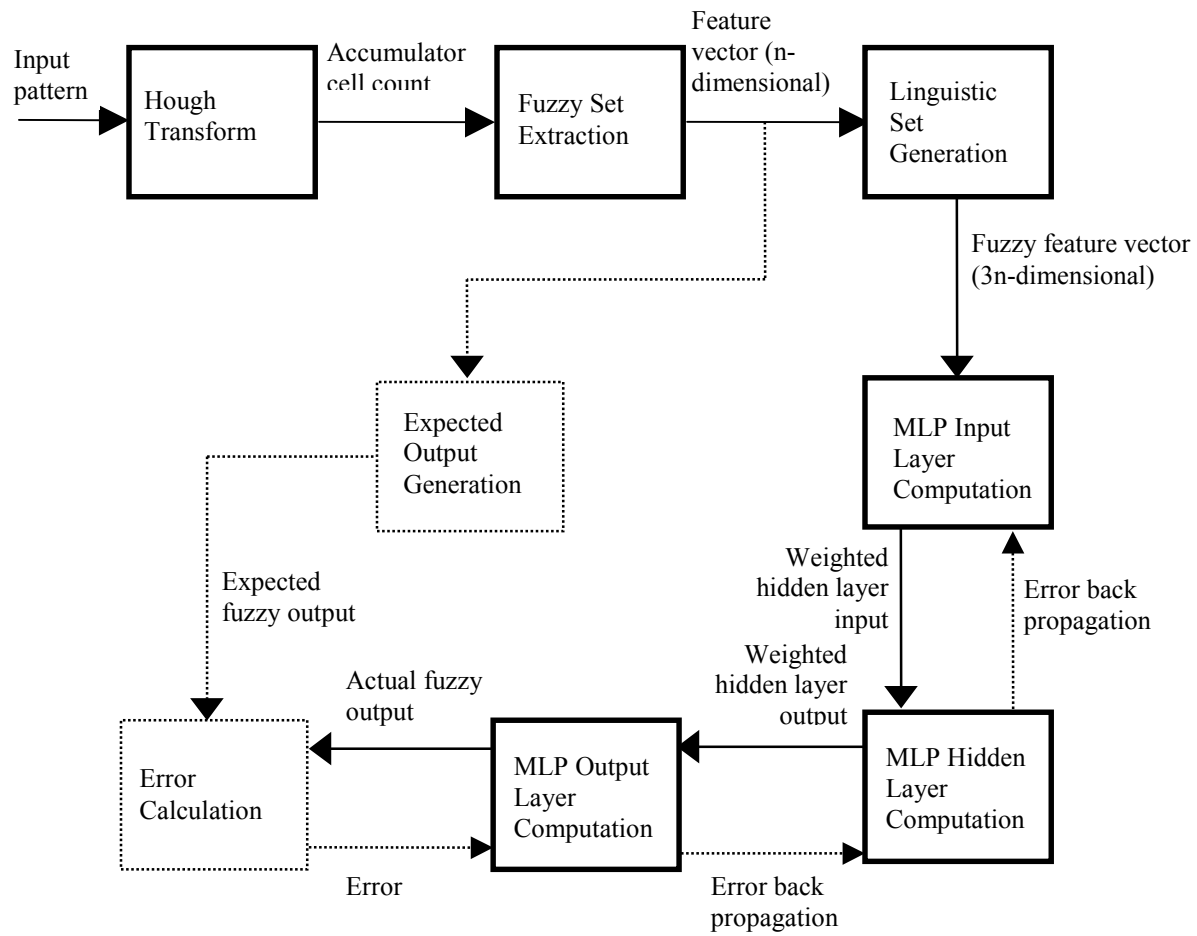 Input
pattern
Hough
Transform
Accumulator
cell count
Fuzzy Set
Extraction
Feature
vector (n-
dimensional)
Linguistic
Set
Generation
Fuzzy feature vector
(3n-dimensional)
Expected
Output
Generation
MLP Input
Layer
Computation
Expected
fuzzy output
Weighted
hidden layer
input
Error back
propagation
Weighted
hidden layer
output
Actual fuzzy
output
Error
Calculation
MLP Output
Layer
Computation
MLP Hidden
Layer
Computation
Error
Error back
propagation